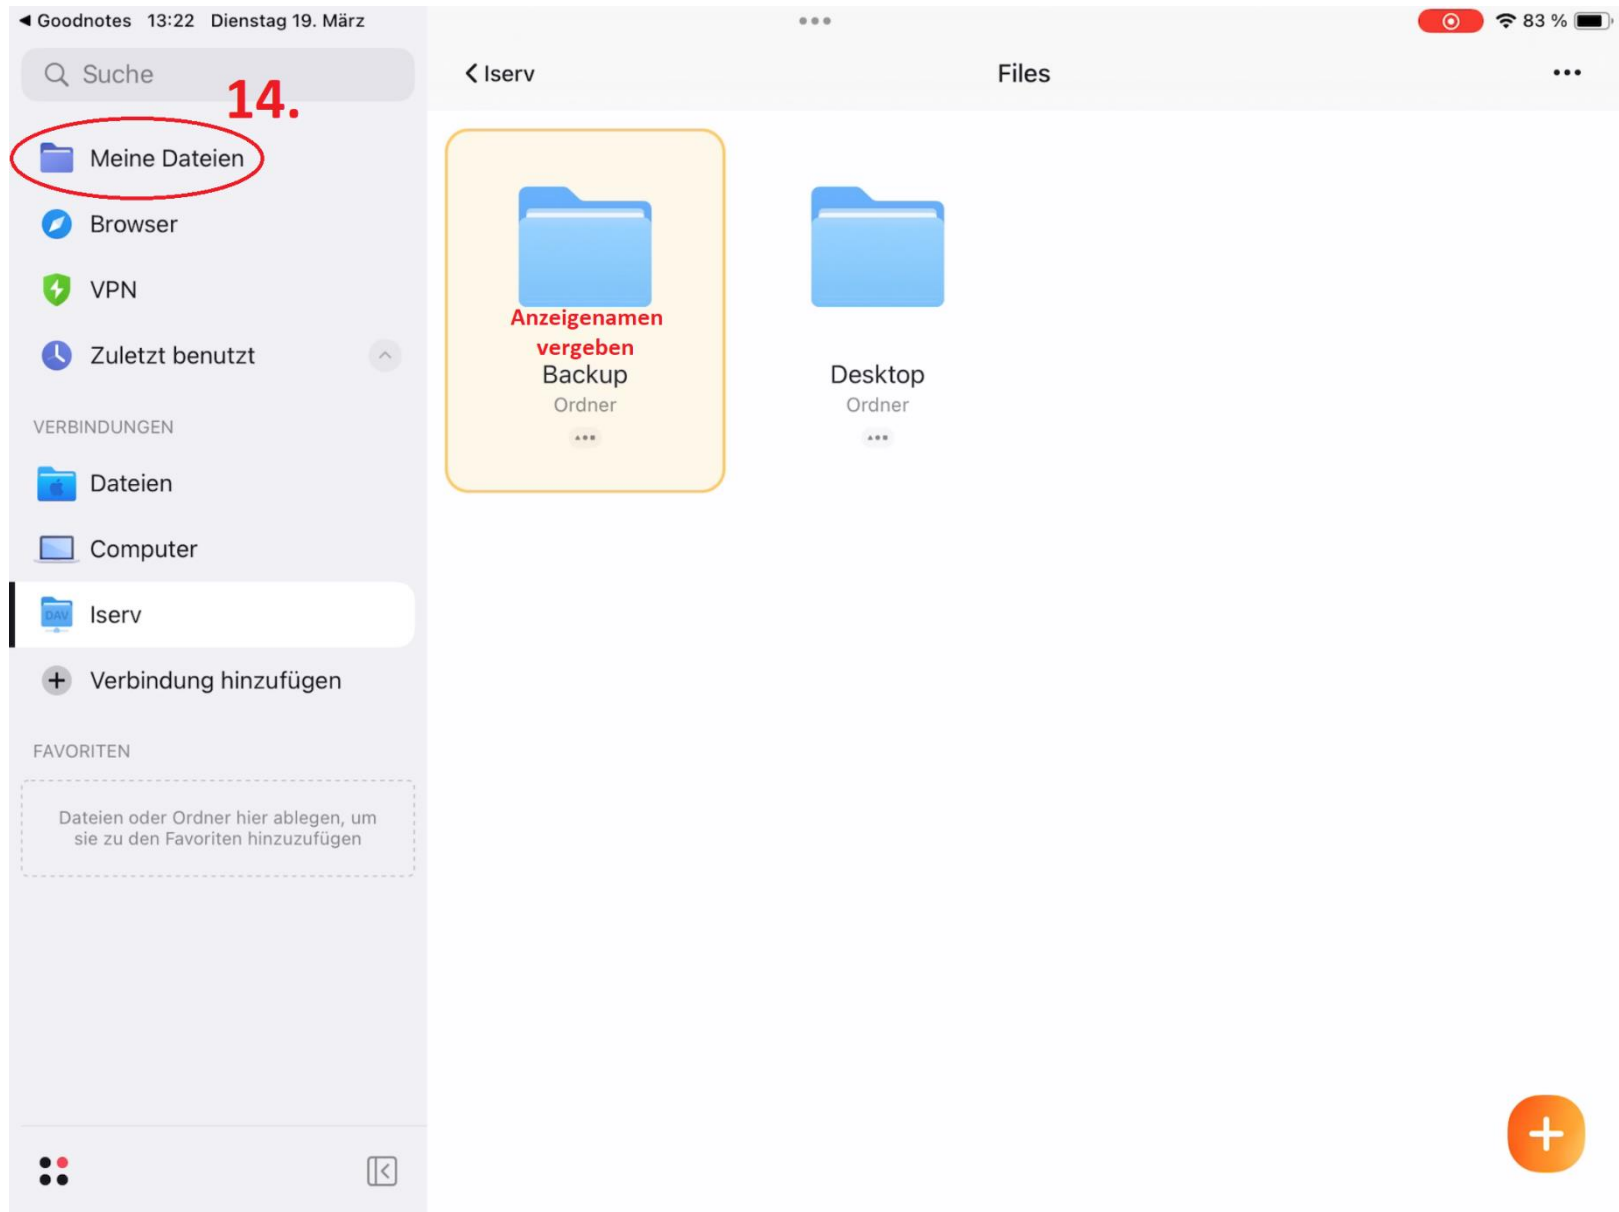 ◀ Goodnotes 13:22 Dienstag 19. März
83 %
Suche
14.
Meine Dateien
Browser
VPN
Zuletzt benutzt
VERBINDUNGEN
Dateien
Computer
DAV
Iserv
Verbindung hinzufügen
FAVORITEN
Dateien oder Ordner hier ablegen, um
sie zu den Favoriten hinzuzufügen
Iserv
Files
Anzeigenamen
vergeben
Backup
Ordner
Desktop
Ordner